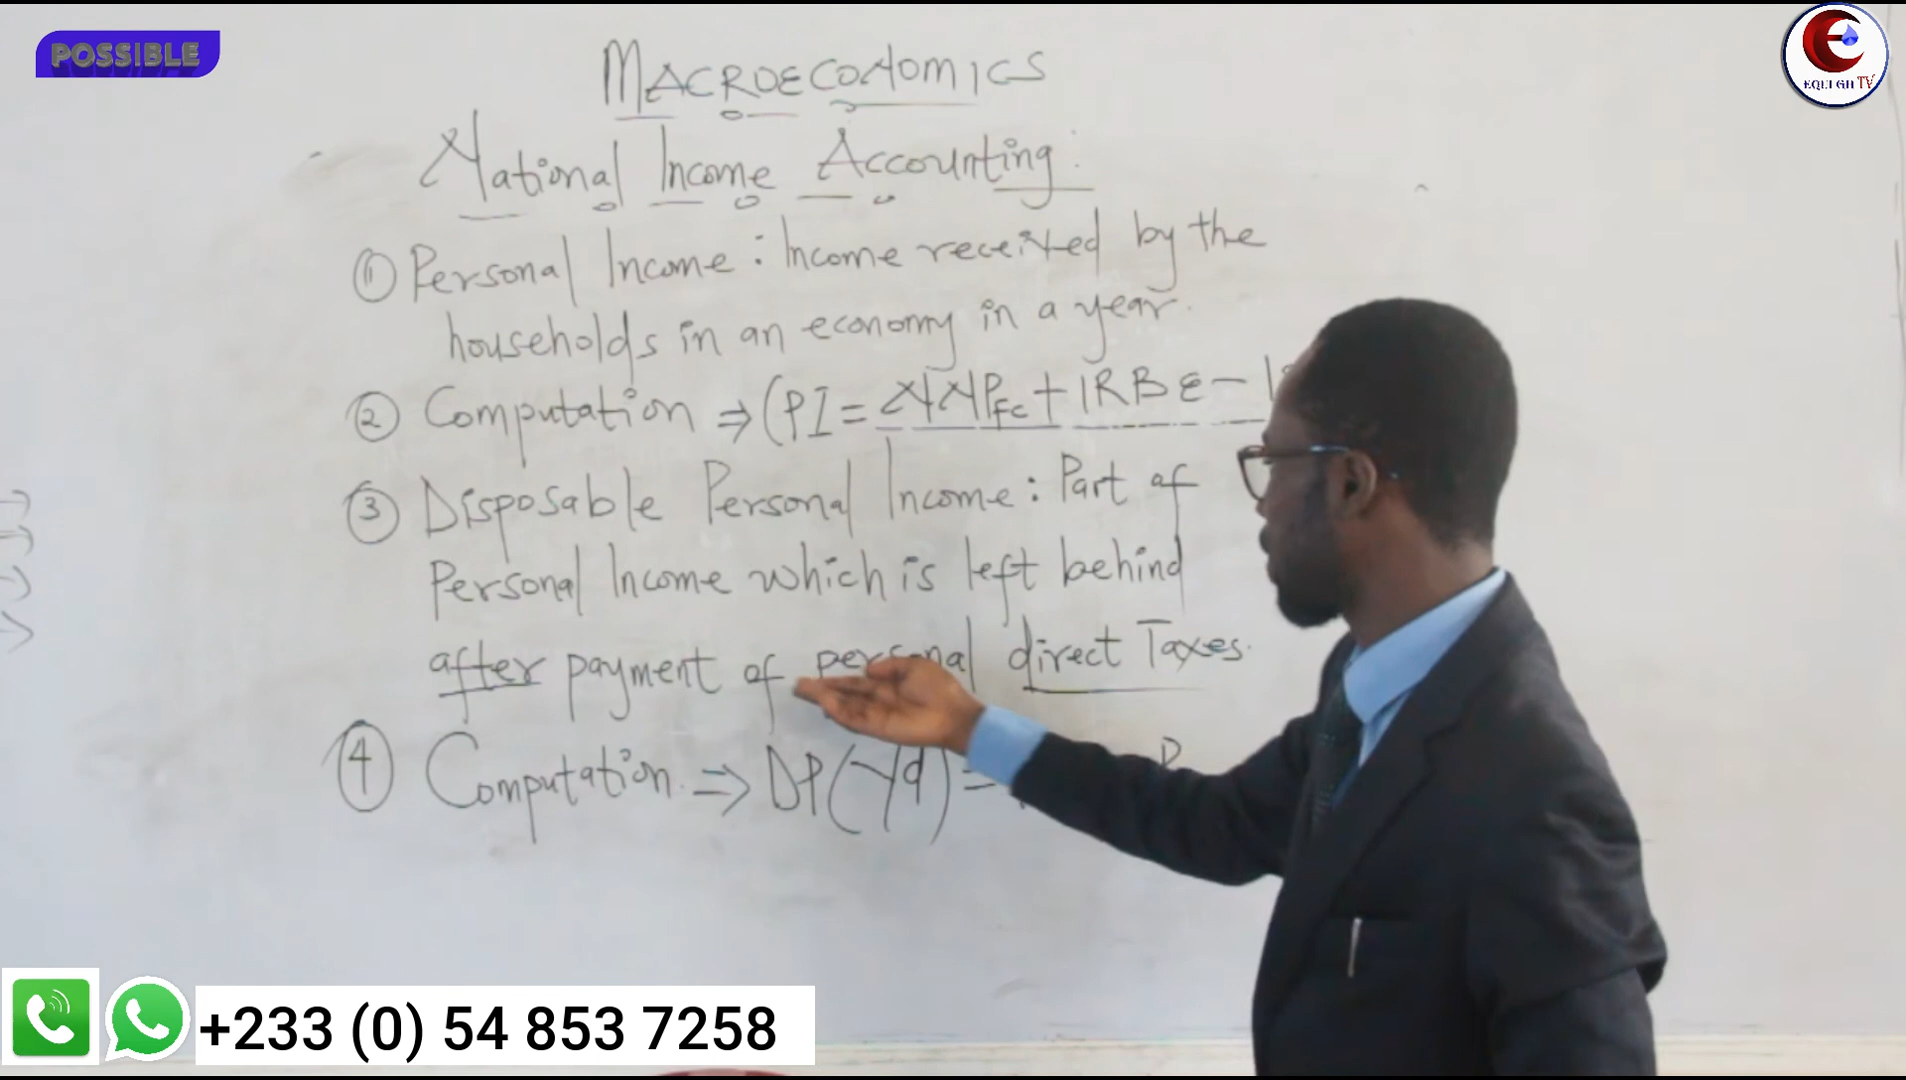 POSSIBLE
EQUI GH TV
MACROECONOMICS
National Income Accounting:
① Personal Income: Income received by the
households in an economy in a year.
② Computation ⇒ (PI = NNPFC + IRBE -
③ Disposable Personal Income: Part of
Personal Income which is left behind
after payment of personal direct Taxes.
④ Computation ⇒ DP(Yd) =
+233 (0) 54 853 7258